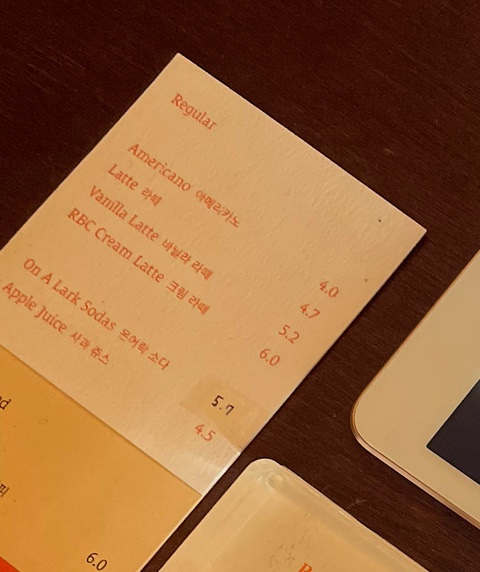 Regular
Americano 아메리카노 4.0
Latte 라떼 4.7
Vanilla Latte 바닐라 라떼 5.2
RBC Cream Latte 크림 라떼 6.0
On A Lark Sodas 온어락 소다 5.7
Apple Juice 사과 쥬스 4.5
6.0